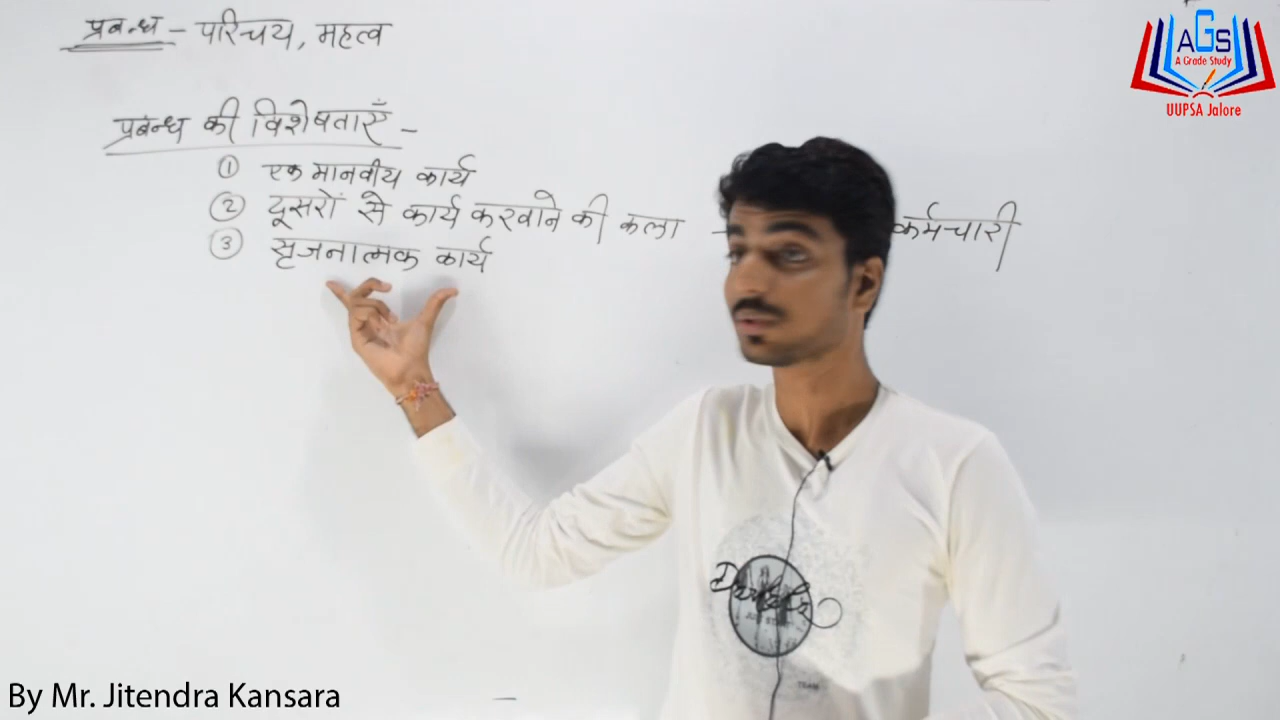 प्रबन्ध - परिचय, महत्व
AGS
A Grade Study
UUPSA Jalore
प्रबन्ध की विशेषताएँ -
① एक मानवीय कार्य
② दूसरों से कार्य करवाने की कला - कर्मचारी
③ सृजनात्मक कार्य
TEAM
By Mr. Jitendra Kansara